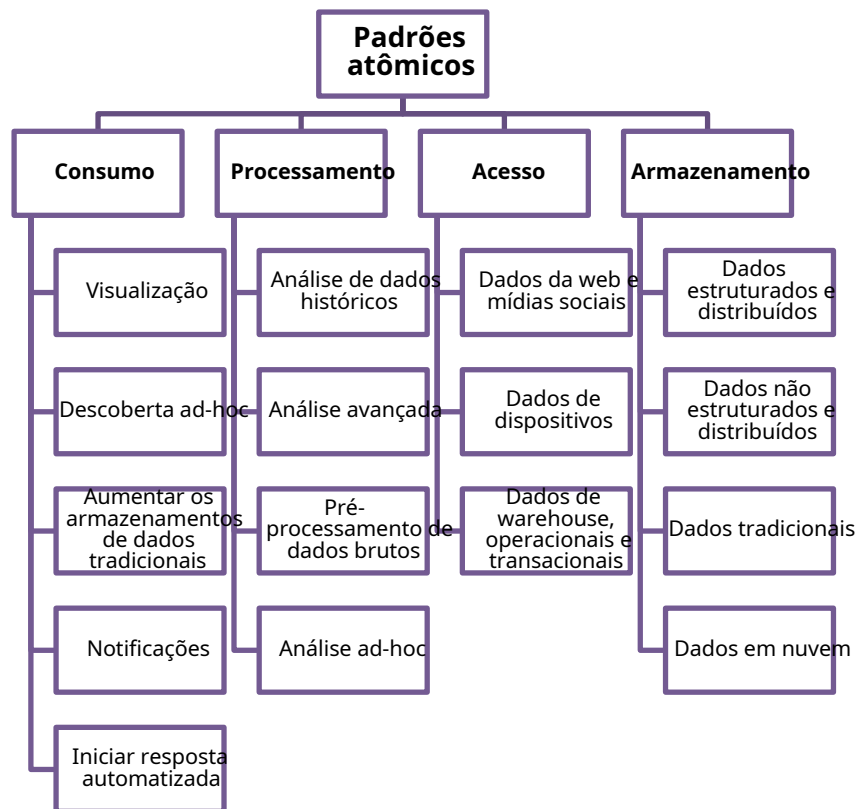 Padrões
atômicos
Consumo
Processamento
Acesso
Armazenamento
Visualização
Descoberta ad-hoc
Aumentar os
armazenamentos
de dados
tradicionais
Notificações
Iniciar resposta
automatizada
Análise de dados
históricos
Análise avançada
Pré-
processamento de
dados brutos
Análise ad-hoc
Dados da web e
mídias sociais
Dados de
dispositivos
Dados de
warehouse,
operacionais e
transacionais
Dados
estruturados e
distribuídos
Dados não
estruturados e
distribuídos
Dados tradicionais
Dados em nuvem